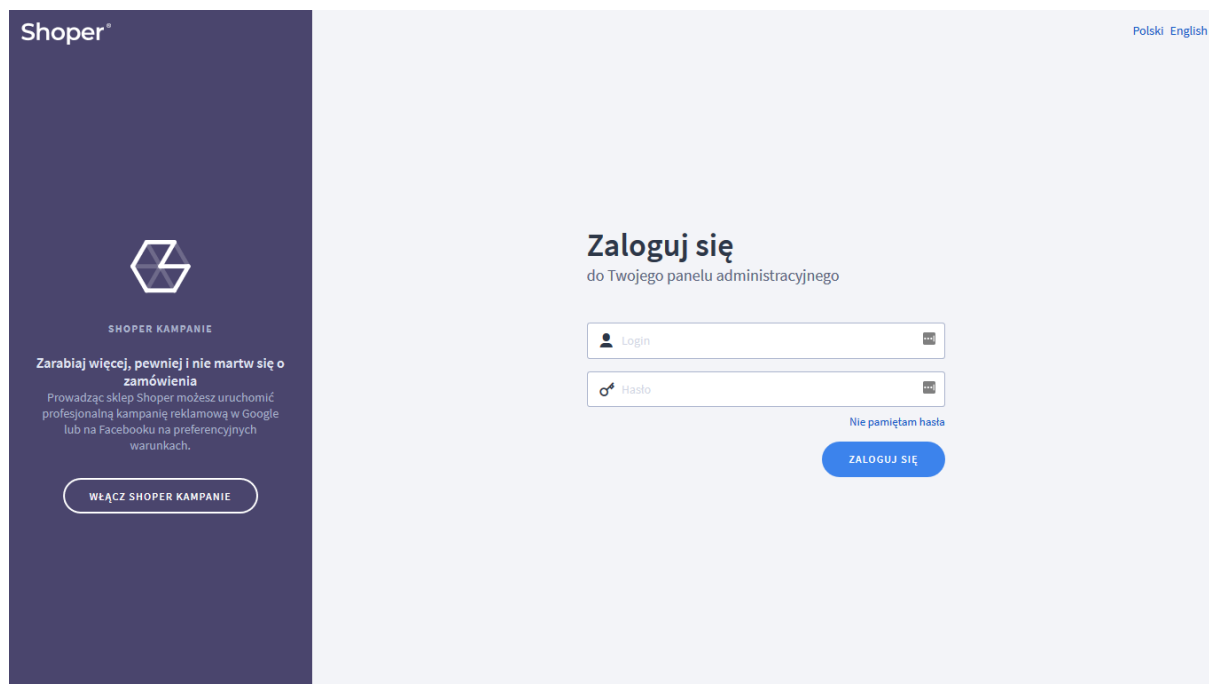 Shoper®
Polski English
SHOPER KAMPANIE
Zarabiaj więcej, pewniej i nie martw się o
zamówienia
Prowadząc sklep Shoper możesz uruchomić
profesjonalną kampanię reklamową w Google
lub na Facebooku na preferencyjnych
warunkach.
WŁĄCZ SHOPER KAMPANIE
Zaloguj się
do Twojego panelu administracyjnego
Login
Hasło
Nie pamiętam hasła
ZALOGUJ SIĘ